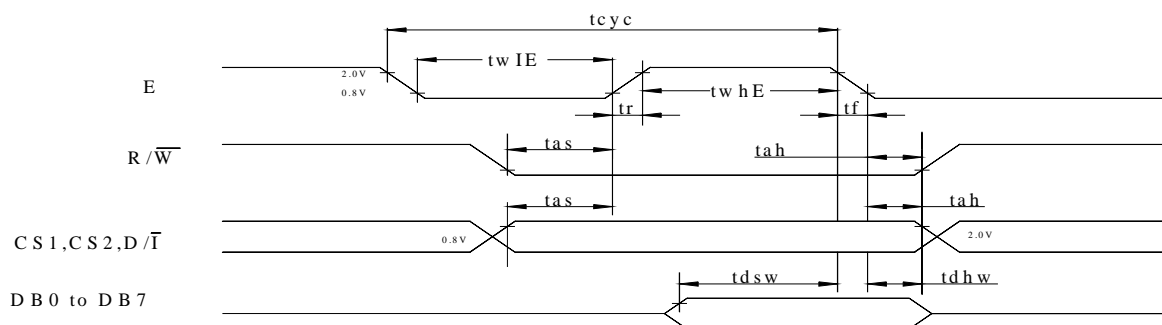 tcyc
twIE
2.0V
E
0.8V
twhE
tr
tf
R/W̅
tas
tah
tas
tah
CS1,CS2,D/I̅
0.8V
2.0V
tdsw
tdhw
DB0 to DB7